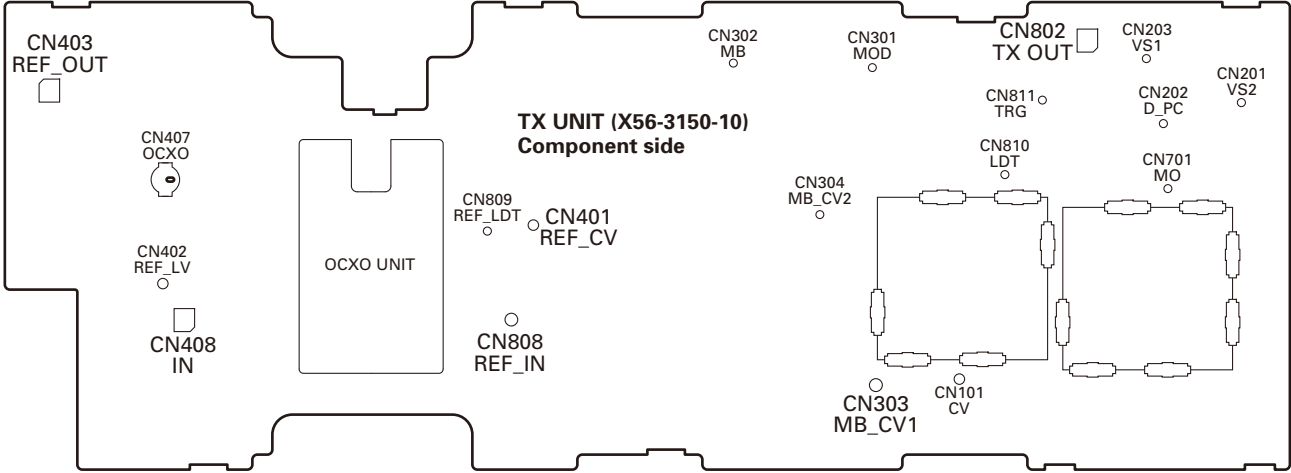 CN403
REF_OUT
CN302
MB
CN301
MOD
CN802
TX OUT
CN203
VS1
CN201
VS2
CN811
TRG
CN202
D_PC
TX UNIT (X56-3150-10)
Component side
CN407
OCXO
CN810
LDT
CN701
MO
CN304
MB_CV2
CN809
REF_LDT
CN401
REF_CV
CN402
REF_LV
OCXO UNIT
CN408
IN
CN808
REF_IN
CN303
MB_CV1
CN101
CV